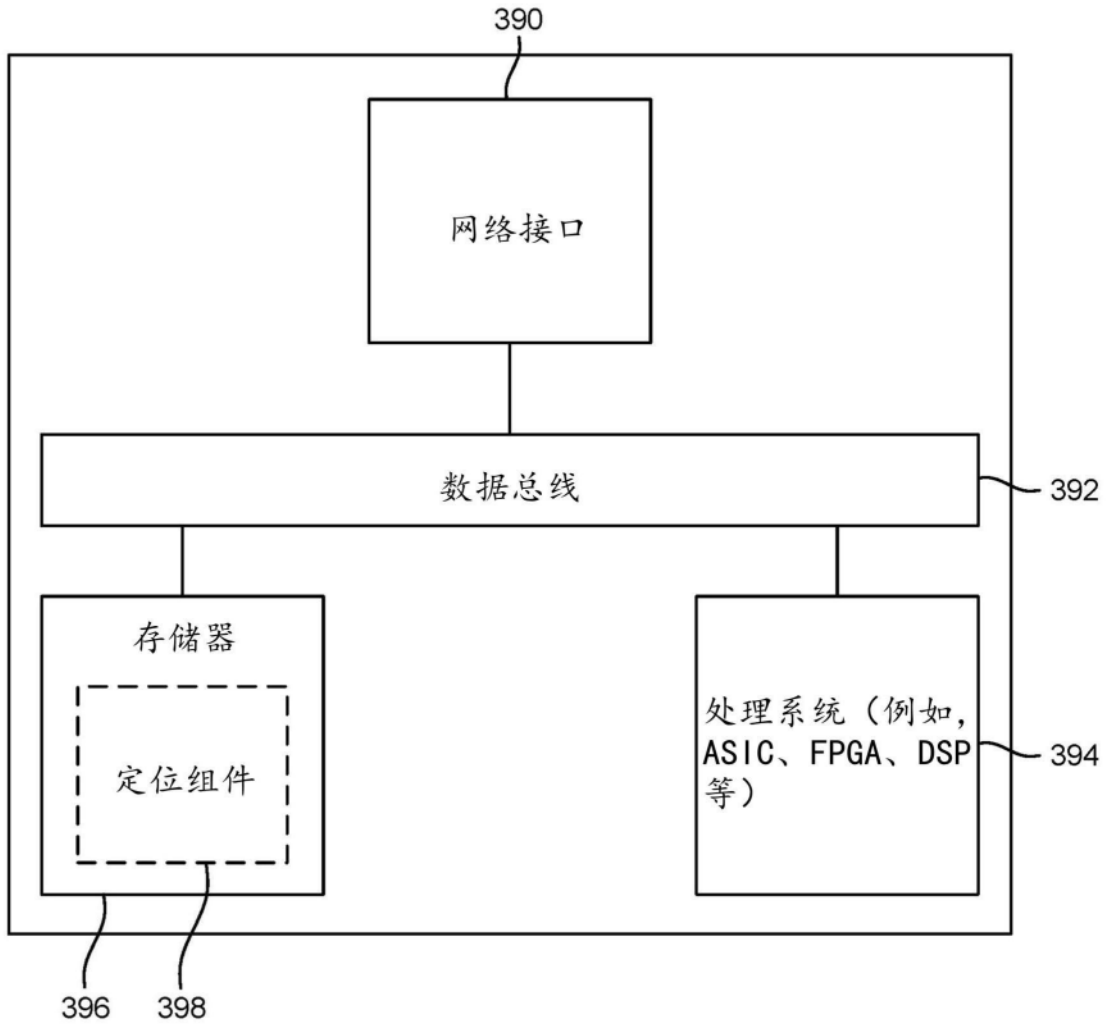 390
网络接口
数据总线
392
存储器
定位组件
处理系统（例如,
ASIC、FPGA、DSP
等）
394
396
398